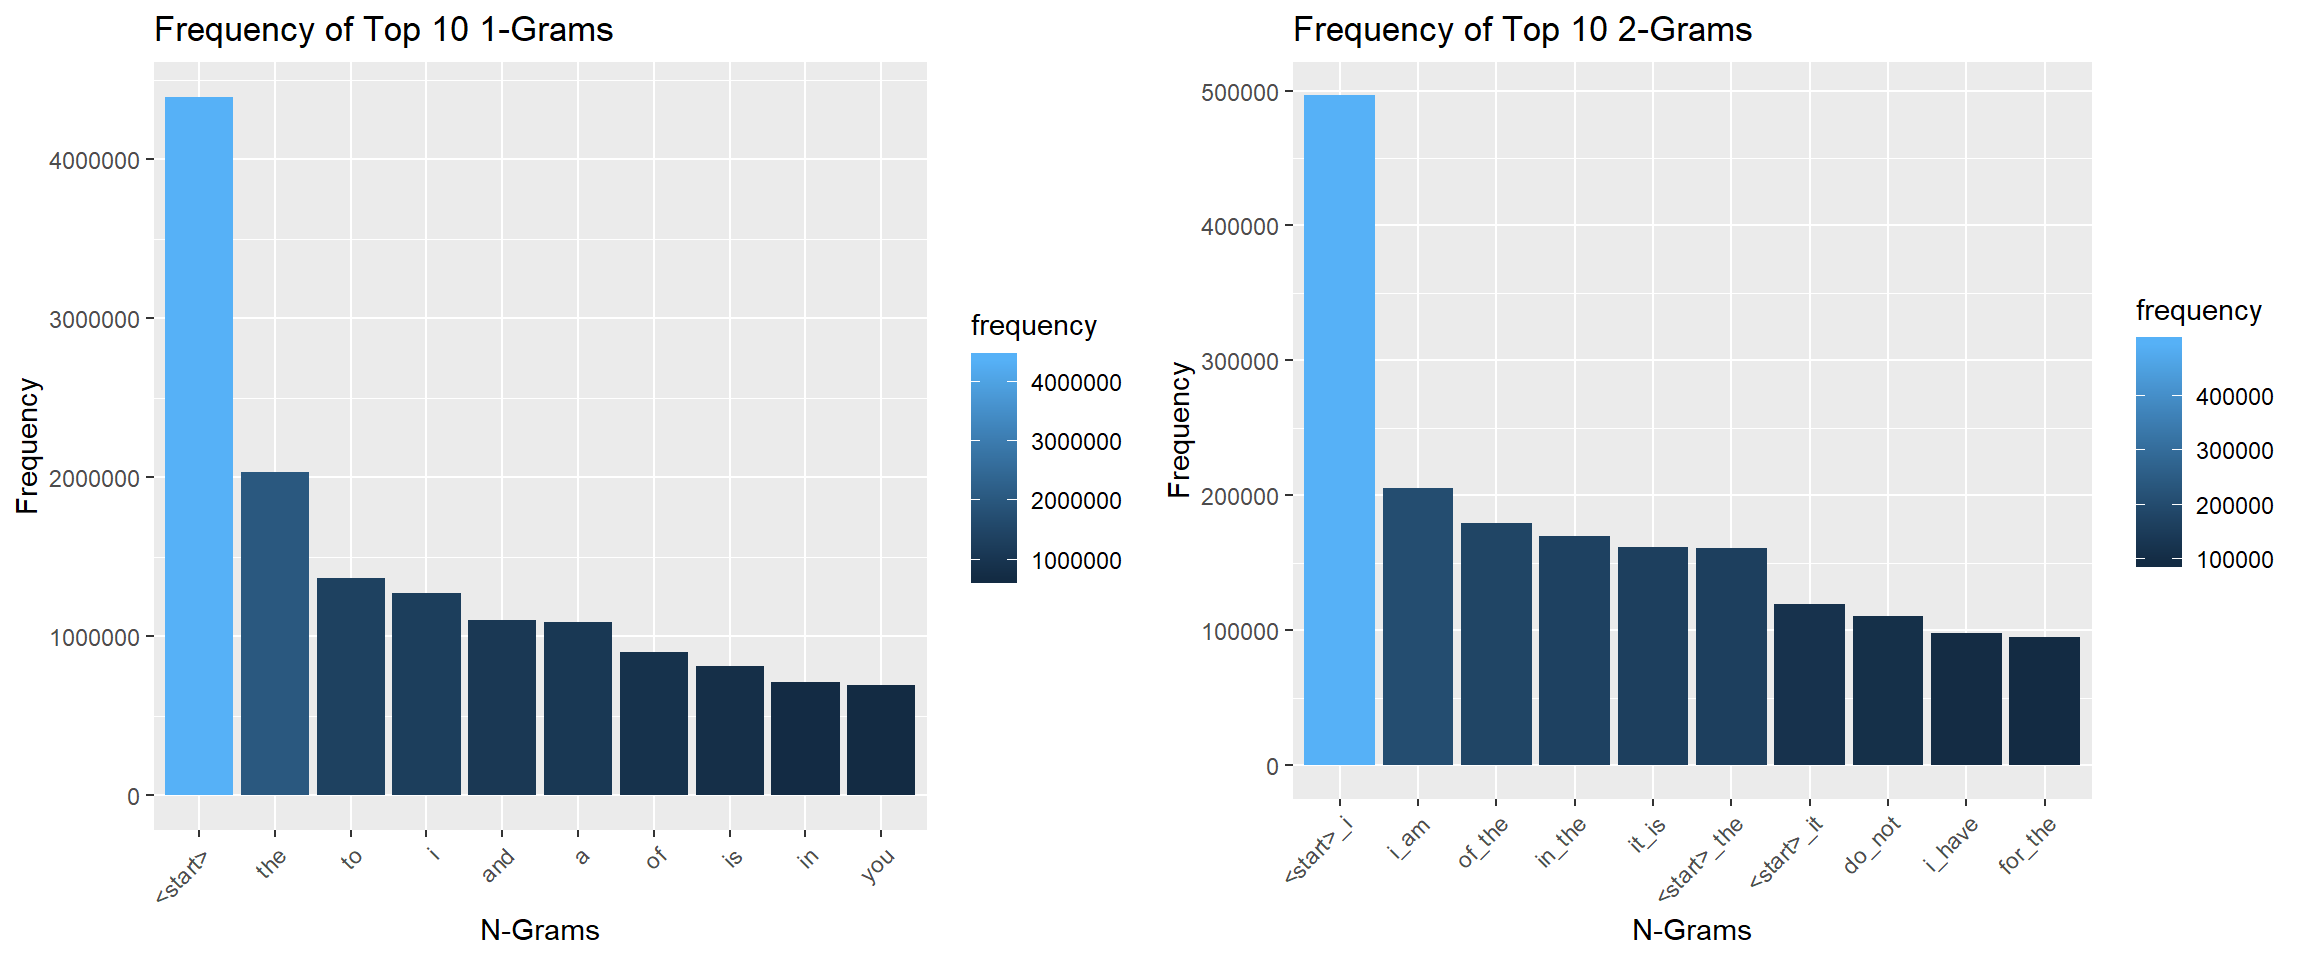 Frequency of Top 10 1-Grams
Frequency
4000000
3000000
2000000
1000000
0
<start>
the
to
i
and
a
of
is
in
you
N-Grams
frequency
4000000
3000000
2000000
1000000
Frequency of Top 10 2-Grams
Frequency
500000
400000
300000
200000
100000
0
<start>_i
i_am
of_the
in_the
it_is
<start>_the
<start>_it
do_not
i_have
for_the
N-Grams
frequency
400000
300000
200000
100000